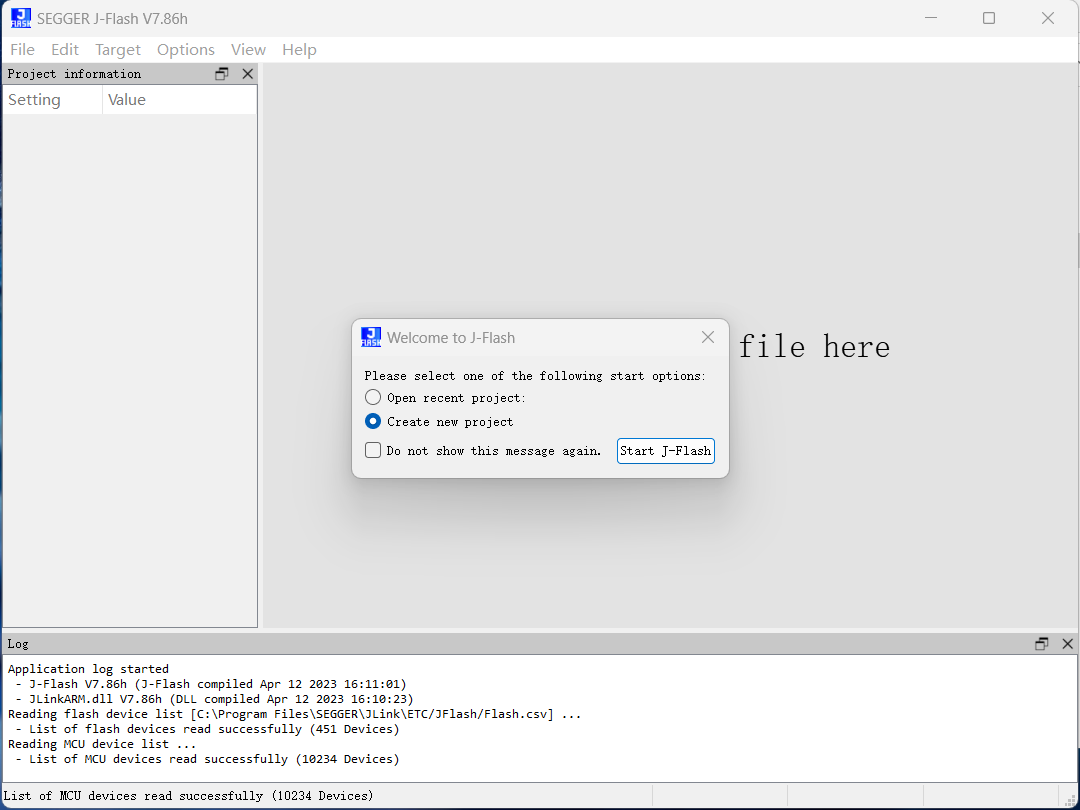 SEGGER J-Flash V7.86h
File Edit Target Options View Help
Project information
Setting Value
file here
Welcome to J-Flash
Please select one of the following start options:
Open recent project:
Create new project
Do not show this message again. Start J-Flash
Log
Application log started
- J-Flash V7.86h (J-Flash compiled Apr 12 2023 16:11:01)
- JLinkARM.dll V7.86h (DLL compiled Apr 12 2023 16:10:23)
Reading flash device list [C:\Program Files\SEGGER\JLink\ETC/JFlash/Flash.csv] ...
- List of flash devices read successfully (451 Devices)
Reading MCU device list ...
- List of MCU devices read successfully (10234 Devices)
List of MCU devices read successfully (10234 Devices)